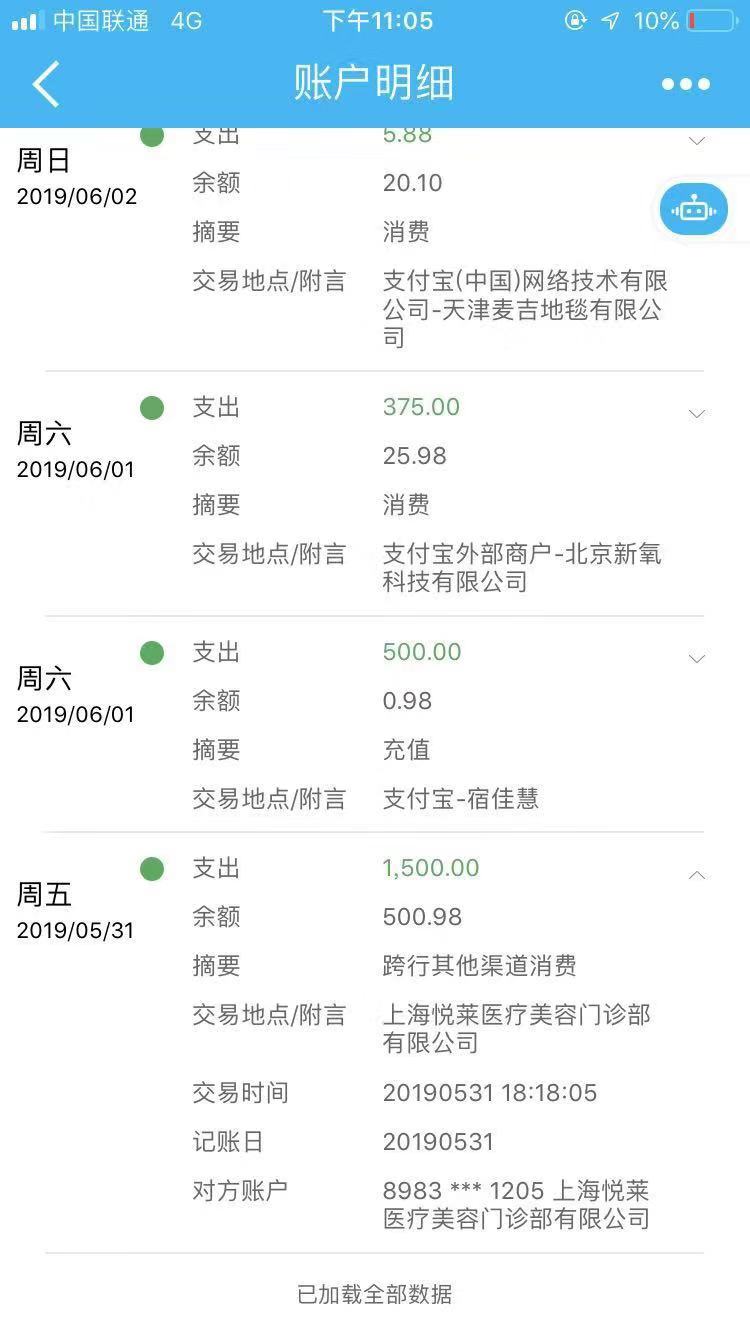 中国联通 4G 下午11:05 10%
账户明细
支出 5.88
周日
2019/06/02
余额 20.10
摘要 消费
交易地点/附言 支付宝(中国)网络技术有限
公司-天津麦吉地毯有限公
司
支出 375.00
周六
2019/06/01
余额 25.98
摘要 消费
交易地点/附言 支付宝外部商户-北京新氧
科技有限公司
支出 500.00
周六
2019/06/01
余额 0.98
摘要 充值
交易地点/附言 支付宝-宿佳慧
支出 1,500.00
周五
2019/05/31
余额 500.98
摘要 跨行其他渠道消费
交易地点/附言 上海悦莱医疗美容门诊部
有限公司
交易时间 20190531 18:18:05
记账日 20190531
对方账户 8983 *** 1205 上海悦莱
医疗美容门诊部有限公司
已加载全部数据